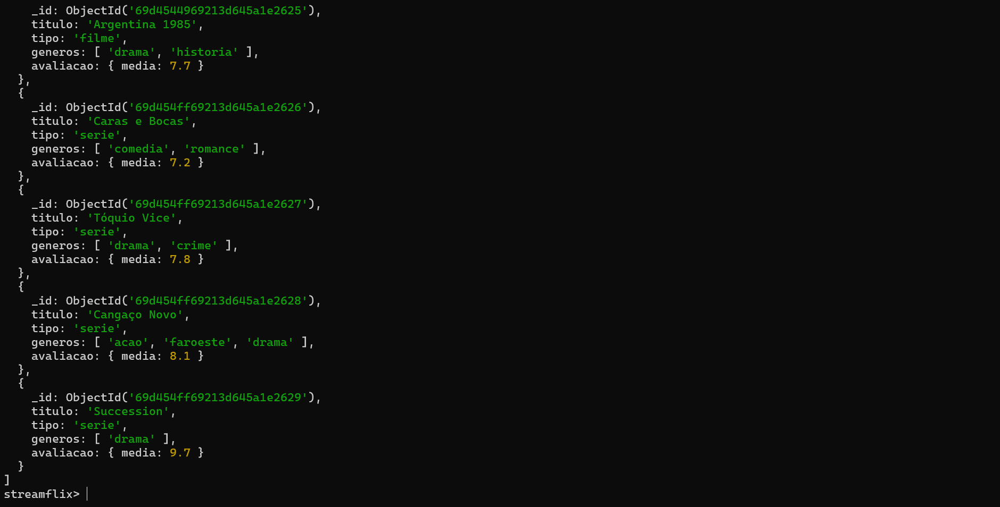 _id: ObjectId('69d4544969213d645a1e2625'),
titulo: 'Argentina 1985',
tipo: 'filme',
generos: [ 'drama', 'historia' ],
avaliacao: { media: 7.7 }
},
{
_id: ObjectId('69d454ff69213d645a1e2626'),
titulo: 'Caras e Bocas',
tipo: 'serie',
generos: [ 'comedia', 'romance' ],
avaliacao: { media: 7.2 }
},
{
_id: ObjectId('69d454ff69213d645a1e2627'),
titulo: 'Tóquio Vice',
tipo: 'serie',
generos: [ 'drama', 'crime' ],
avaliacao: { media: 7.8 }
},
{
_id: ObjectId('69d454ff69213d645a1e2628'),
titulo: 'Cangaço Novo',
tipo: 'serie',
generos: [ 'acao', 'faroeste', 'drama' ],
avaliacao: { media: 8.1 }
},
{
_id: ObjectId('69d454ff69213d645a1e2629'),
titulo: 'Succession',
tipo: 'serie',
generos: [ 'drama' ],
avaliacao: { media: 9.7 }
}
]
streamflix>